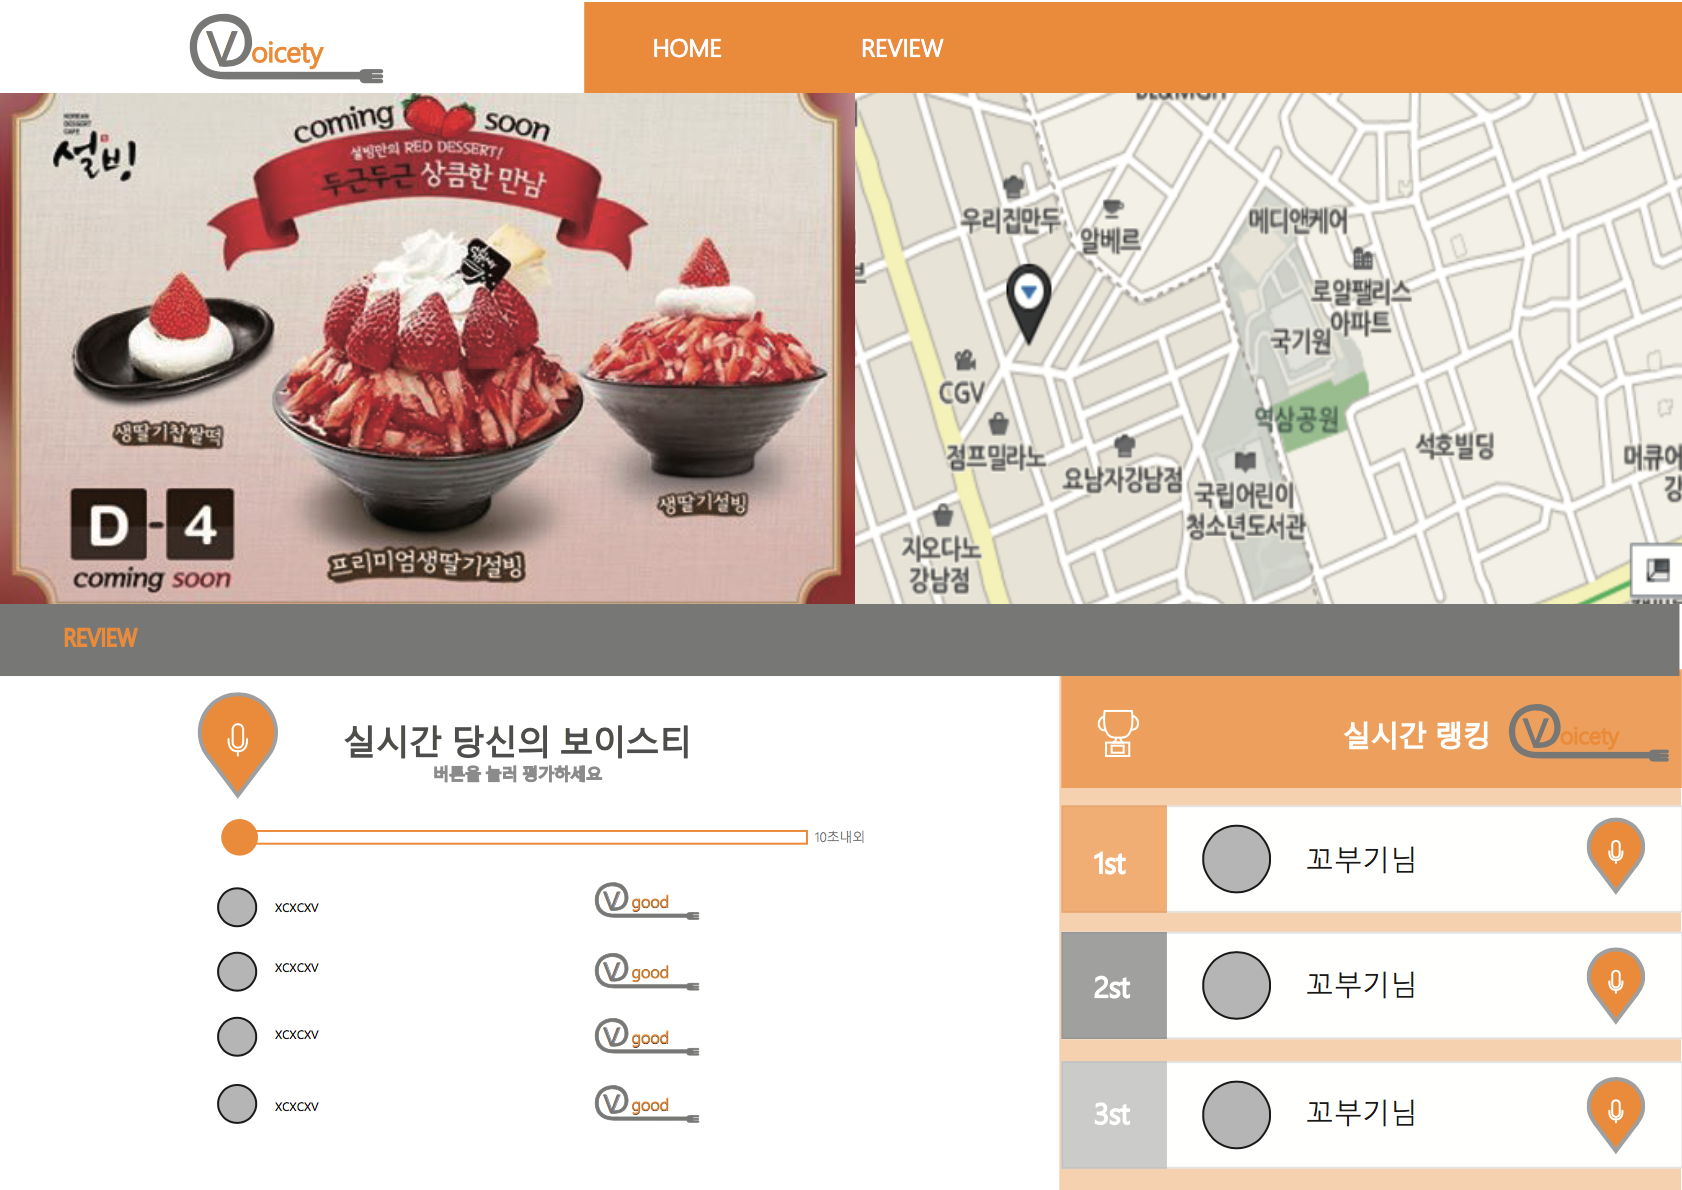 Voicety
HOME
REVIEW
KOREAN
DESSERT
CAFE
설빙
coming soon
설빙만의 RED DESSERT!
두근두근 상큼한 만남
생딸기찹쌀떡
프리미엄생딸기설빙
생딸기설빙
D-4
coming soon
우리집만두
알베르
메디앤케어
로얄팰리스
아파트
국기원
CGV
역삼공원
점프밀라노
요남자강남점
석호빌딩
국립어린이
청소년도서관
지오다노
강남점
머큐어
강
REVIEW
실시간 당신의 보이스티
버튼을 눌러 평가하세요
10초내외
xcxcxv
V good
xcxcxv
V good
xcxcxv
V good
xcxcxv
V good
실시간 랭킹
Voicety
1st
꼬부기님
2st
꼬부기님
3st
꼬부기님